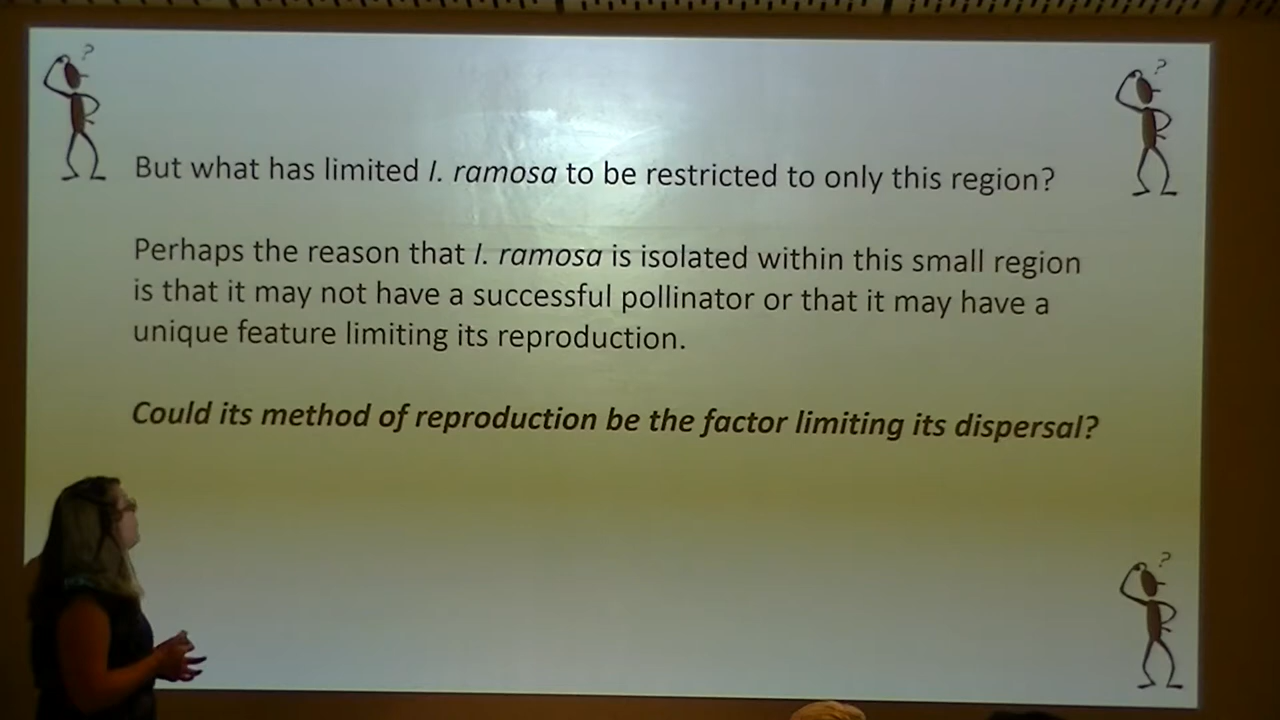 But what has limited I. ramosa to be restricted to only this region?
Perhaps the reason that I. ramosa is isolated within this small region
is that it may not have a successful pollinator or that it may have a
unique feature limiting its reproduction.
Could its method of reproduction be the factor limiting its dispersal?
?
?
?